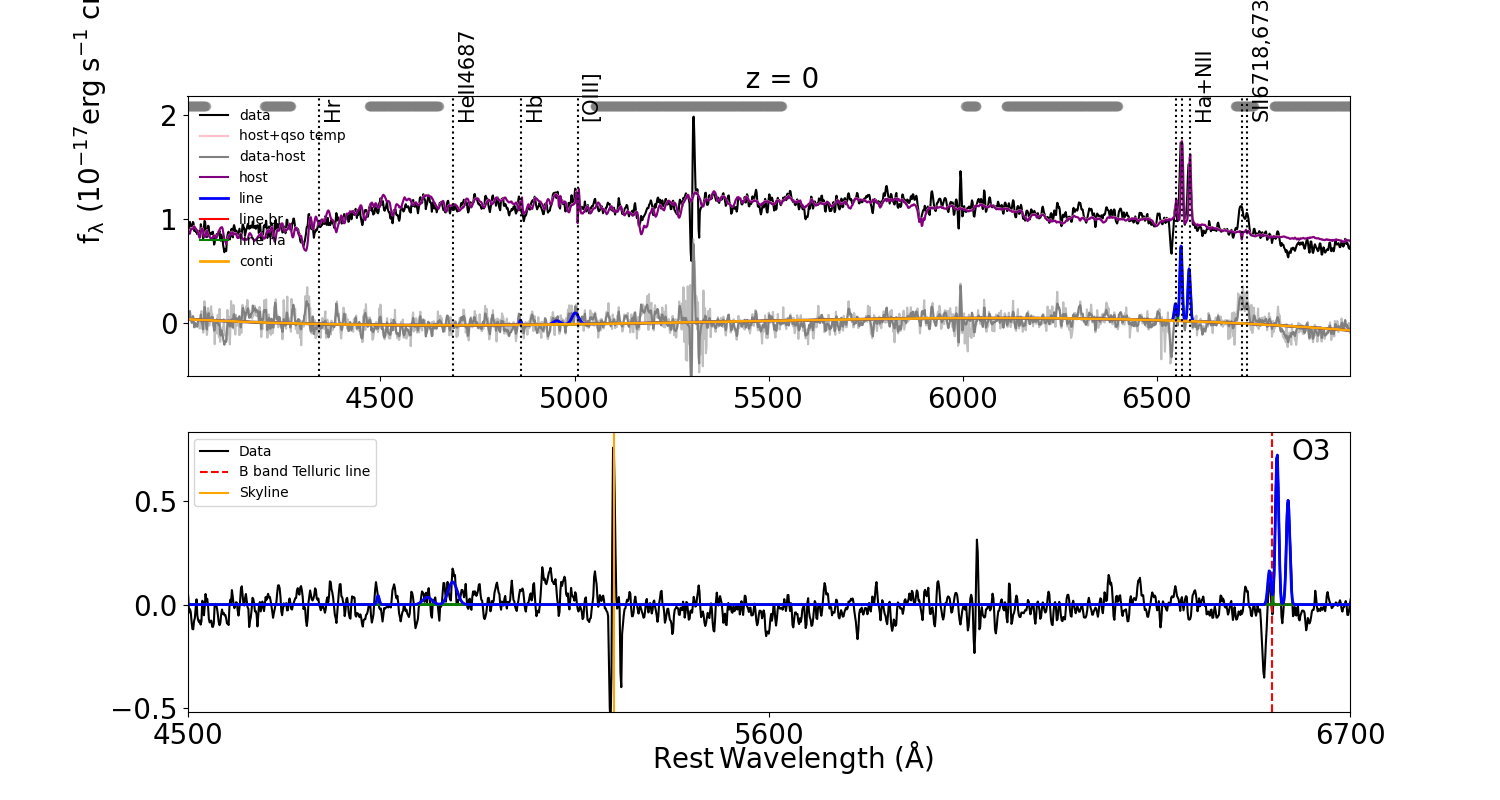 z = 0
Hr
HeII4687
Hb
[OIII]
Ha+NII
SII6718,673
f_λ (10^{-17} erg s^{-1} c
data
host+qso temp
data-host
host
line
line br
line na
conti
2
1
0
4500
5000
5500
6000
6500
Data
B band Telluric line
Skyline
O3
0.5
0.0
−0.5
4500
5600
6700
Rest Wavelength (Å)